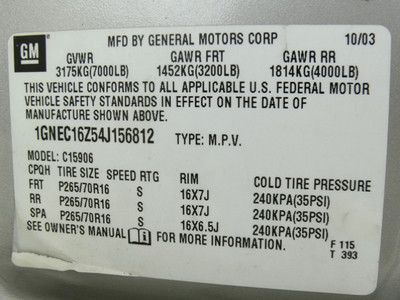 GM
MFD BY GENERAL MOTORS CORP 10/03
GVWR GAWR FRT GAWR RR
3175KG(7000LB) 1452KG(3200LB) 1814KG(4000LB)
THIS VEHICLE CONFORMS TO ALL APPLICABLE U.S. FEDERAL MOTOR
VEHICLE SAFETY STANDARDS IN EFFECT ON THE DATE OF
MANUFACTURE SHOWN ABOVE.
1GNEC16Z54J156812 TYPE: M.P.V.
MODEL: C15906
CPQH TIRE SIZE SPEED RTG RIM COLD TIRE PRESSURE
FRT P265/70R16 S 16X7J 240KPA(35PSI)
RR P265/70R16 S 16X7J 240KPA(35PSI)
SPA P265/70R16 S 16X6.5J 240KPA(35PSI)
SEE OWNER'S MANUAL FOR MORE INFORMATION. F 115
T 393